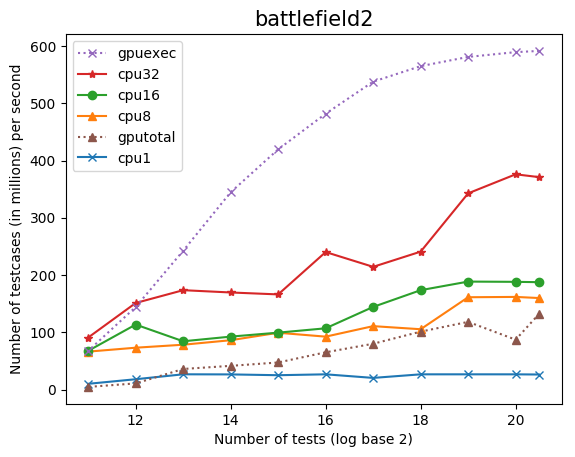 battlefield2
gpuexec
cpu32
cpu16
cpu8
gputotal
cpu1
Number of testcases (in millions) per second
600
500
400
300
200
100
0
12
14
16
18
20
Number of tests (log base 2)